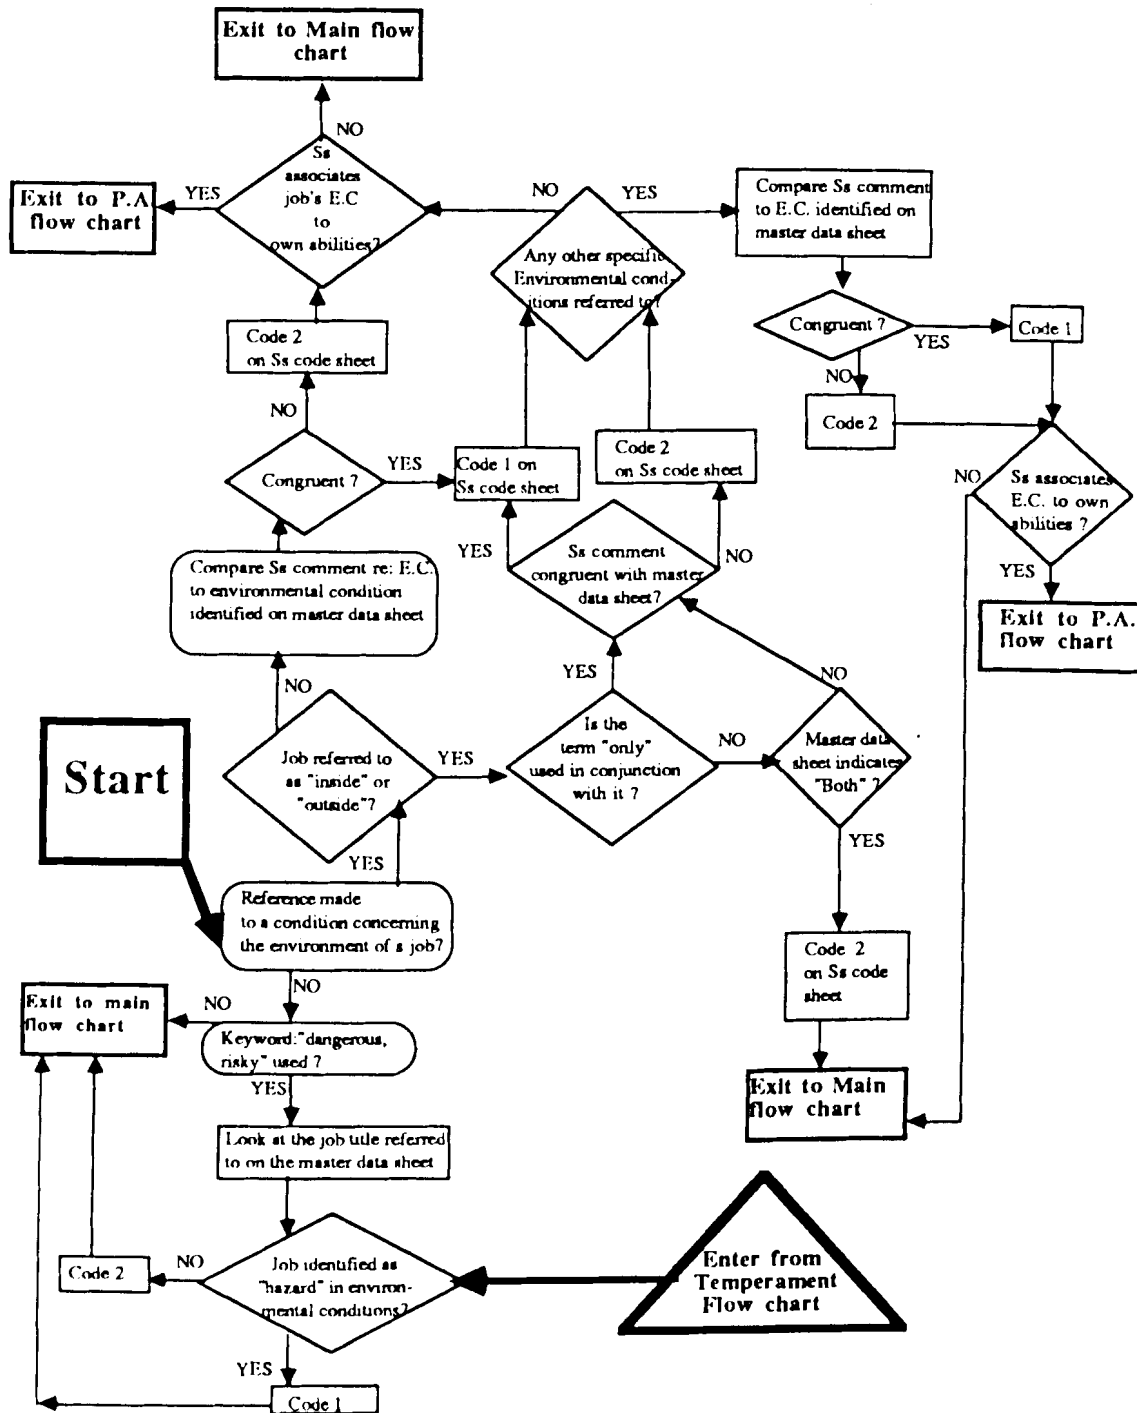 Exit to Main flow
chart
NO
Ss
associates
job's E.C
to
own abilities?
YES
Exit to P.A
flow chart
NO
YES
Compare Ss comment
to E.C. identified on
master data sheet
Any other specific
Environmental cond-
itions referred to?
Congruent ?
YES
Code 1
NO
Code 2
Code 2
on Ss code sheet
NO
Congruent ?
YES
Code 1 on
Ss code sheet
Code 2
on Ss code sheet
NO
Ss associates
E.C. to own
abilities ?
YES
Exit to P.A.
flow chart
YES
Ss comment
congruent with master
data sheet?
NO
Compare Ss comment re: E.C.
to environmental condition
identified on master data sheet
NO
YES
NO
Start
Job referred to
as "inside" or
"outside"?
YES
Is the
term "only"
used in conjunction
with it ?
NO
Master data
sheet indicates
"Both" ?
YES
YES
Reference made
to a condition concerning
the environment of a job?
Code 2
on Ss code
sheet
NO
Exit to main
flow chart
NO
Keyword:"dangerous,
risky" used ?
YES
Exit to Main
flow chart
Look at the job title referred
to on the master data sheet
Code 2
NO
Job identified as
"hazard" in environ-
mental conditions?
Enter from
Temperament
Flow chart
YES
Code 1